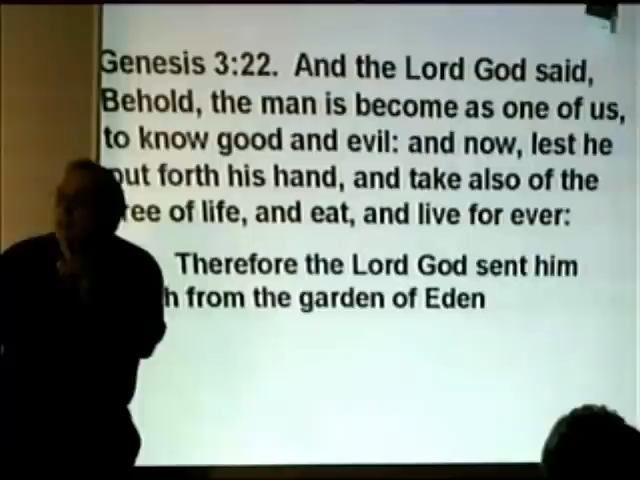 Genesis 3:22. And the Lord God said,
Behold, the man is become as one of us,
to know good and evil: and now, lest he
put forth his hand, and take also of the
ree of life, and eat, and live for ever:
Therefore the Lord God sent him
h from the garden of Eden